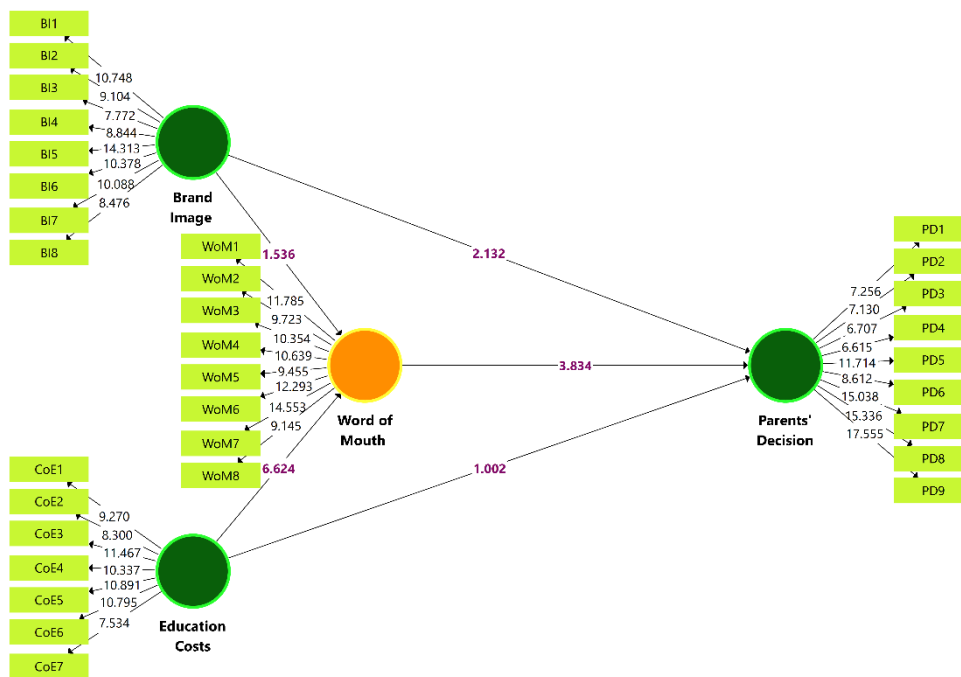 BI1
BI2
BI3
BI4
BI5
BI6
BI7
BI8
10.748
9.104
7.772
8.844
14.313
10.378
10.088
8.476
Brand
Image
1.536
2.132
WoM1
WoM2
WoM3
WoM4
WoM5
WoM6
WoM7
WoM8
11.785
9.723
10.354
10.639
9.455
12.293
14.553
9.145
Word of
Mouth
3.834
6.624
1.002
CoE1
CoE2
CoE3
CoE4
CoE5
CoE6
CoE7
9.270
8.300
11.467
10.337
10.891
10.795
7.534
Education
Costs
Parents'
Decision
7.256
7.130
6.707
6.615
11.714
8.612
15.038
15.336
17.555
PD1
PD2
PD3
PD4
PD5
PD6
PD7
PD8
PD9